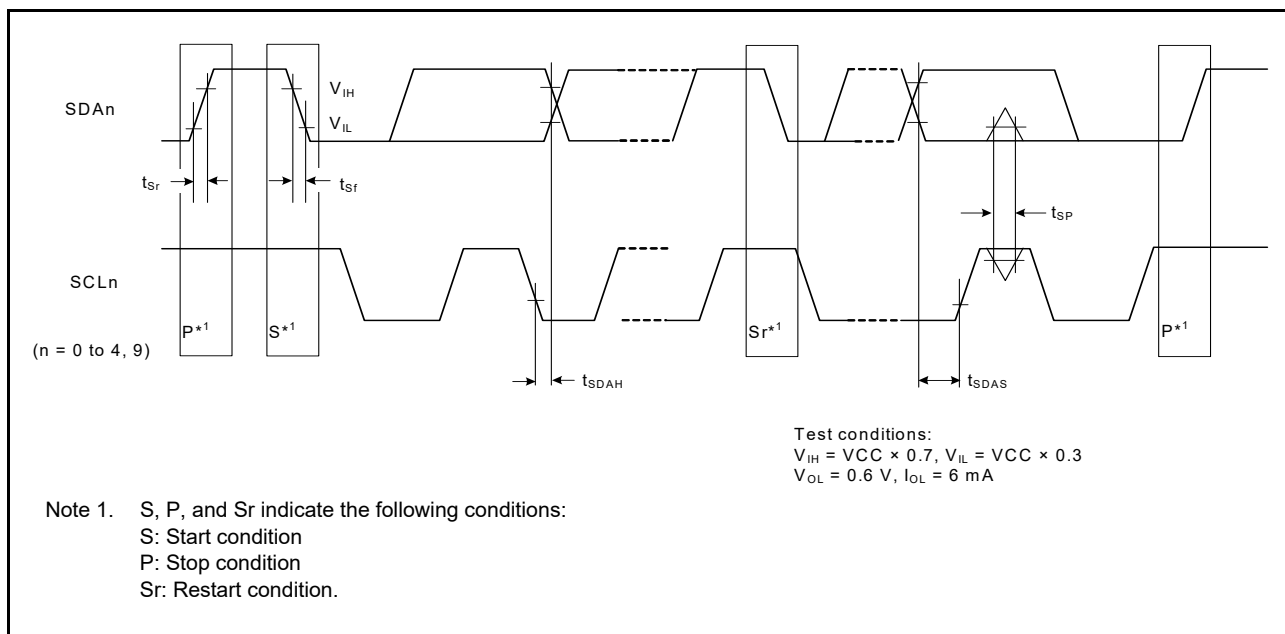 SDAn
V_IH
V_IL
t_Sr
t_Sf
t_SP
SCLn
P*1
S*1
Sr*1
P*1
(n = 0 to 4, 9)
t_SDAH
t_SDAS
Test conditions:
V_IH = VCC × 0.7, V_IL = VCC × 0.3
V_OL = 0.6 V, I_OL = 6 mA
Note 1. S, P, and Sr indicate the following conditions:
S: Start condition
P: Stop condition
Sr: Restart condition.